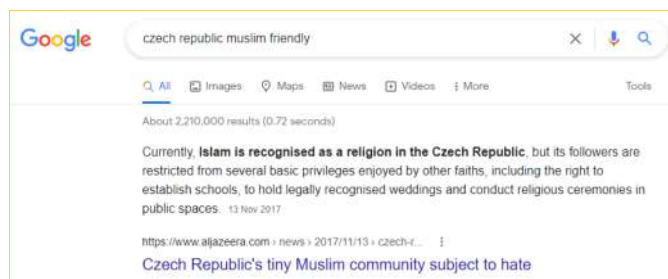 Google
czech republic muslim friendly
All Images Maps News Videos More Tools
About 2,210,000 results (0.72 seconds)
Currently, Islam is recognised as a religion in the Czech Republic, but its followers are
restricted from several basic privileges enjoyed by other faiths, including the right to
establish schools, to hold legally recognised weddings and conduct religious ceremonies in
public spaces. 13 Nov 2017
https://www.aljazeera.com › news › 2017/11/13 › czech-r...
Czech Republic's tiny Muslim community subject to hate